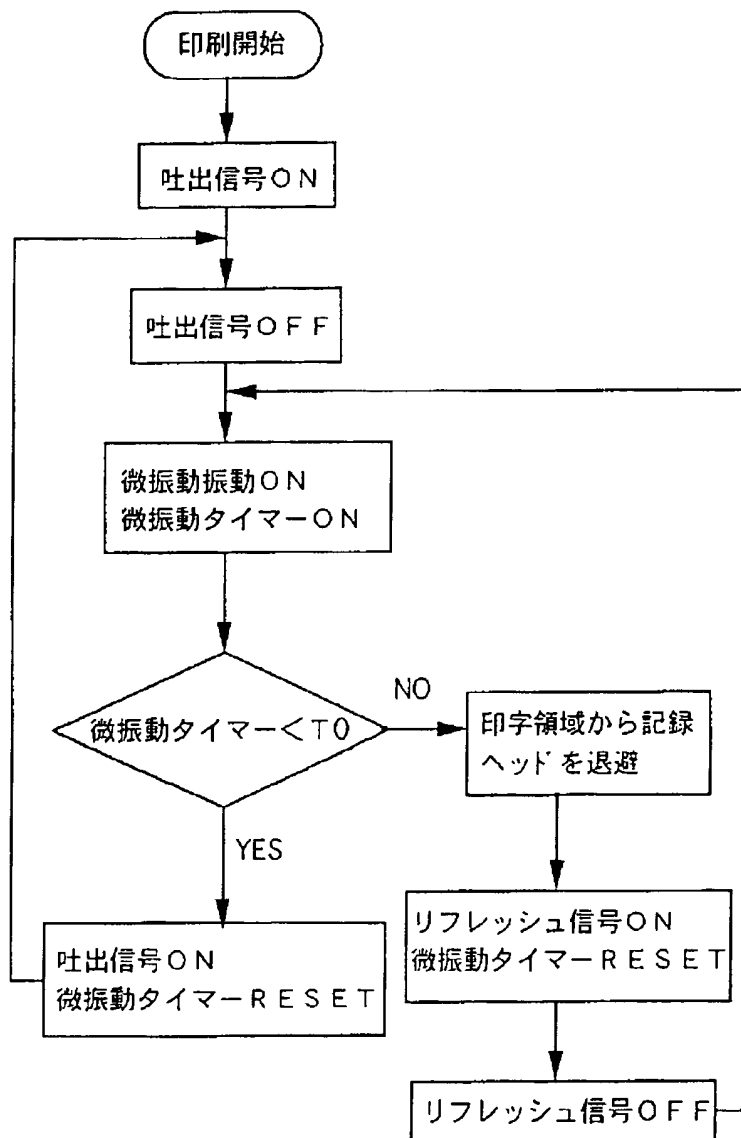 印刷開始
吐出信号ON
吐出信号OFF
微振動振動ON
微振動タイマーON
微振動タイマー<T0
NO
印字領域から記録
ヘッドを退避
YES
吐出信号ON
微振動タイマーRESET
リフレッシュ信号ON
微振動タイマーRESET
リフレッシュ信号OFF